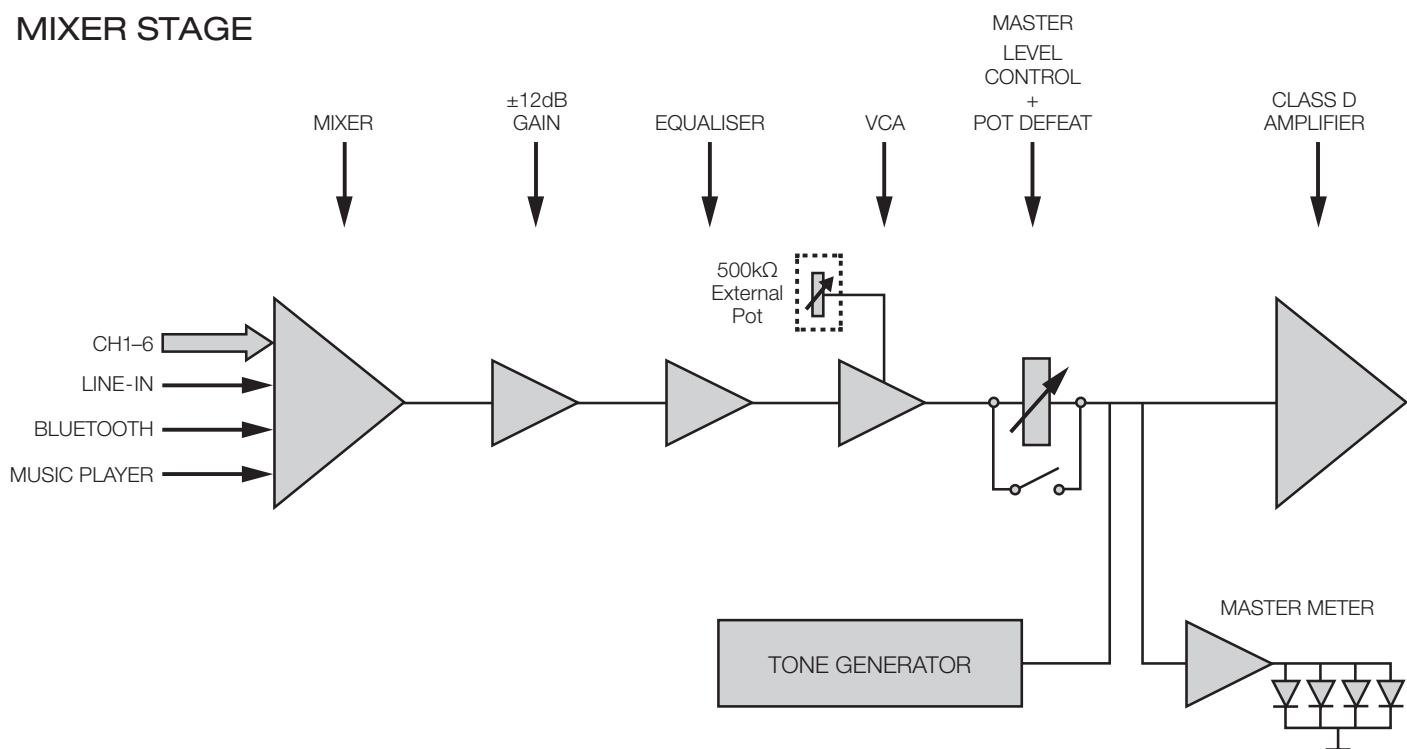 MIXER STAGE
MASTER
LEVEL
CONTROL
+
POT DEFEAT
MIXER
±12dB
GAIN
EQUALISER
VCA
CLASS D
AMPLIFIER
500kΩ
External
Pot
CH1–6
LINE-IN
BLUETOOTH
MUSIC PLAYER
TONE GENERATOR
MASTER METER